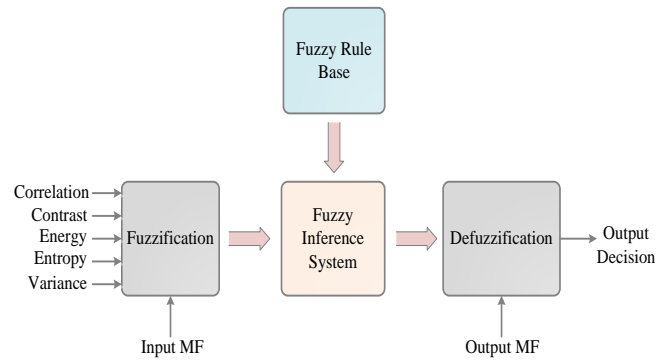 Fuzzy Rule
Base
Correlation
Contrast
Energy
Entropy
Variance
Fuzzification
Fuzzy
Inference
System
Defuzzification
Output
Decision
Input MF
Output MF